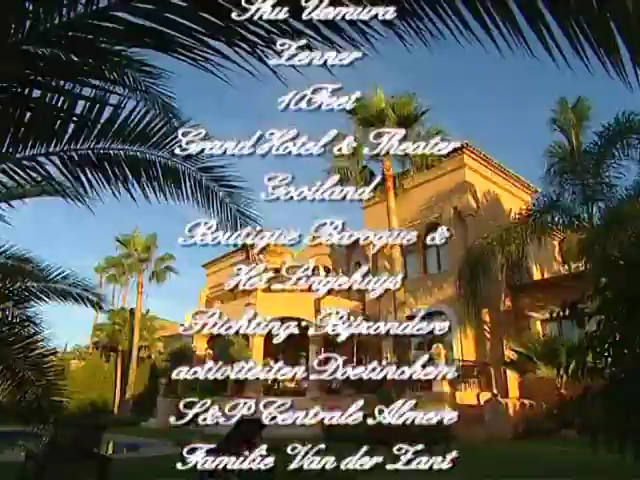 Shu Uemura
Zenner
10Feet
Grand Hotel & Theater
Gooiland
Boutique Baroque &
Het Lingehuys
Stichting Bijzondere
activiteiten Doetinchem
S&P Centrale Almere
Familie Van der Zant